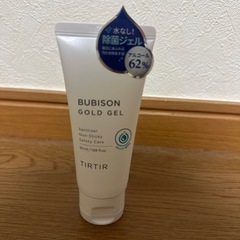 水なし!
除菌ジェル
アルコール
62%
BUBISON
GOLD GEL
Sanitizer
Non-Sticky
Safety Care
TIRTIR